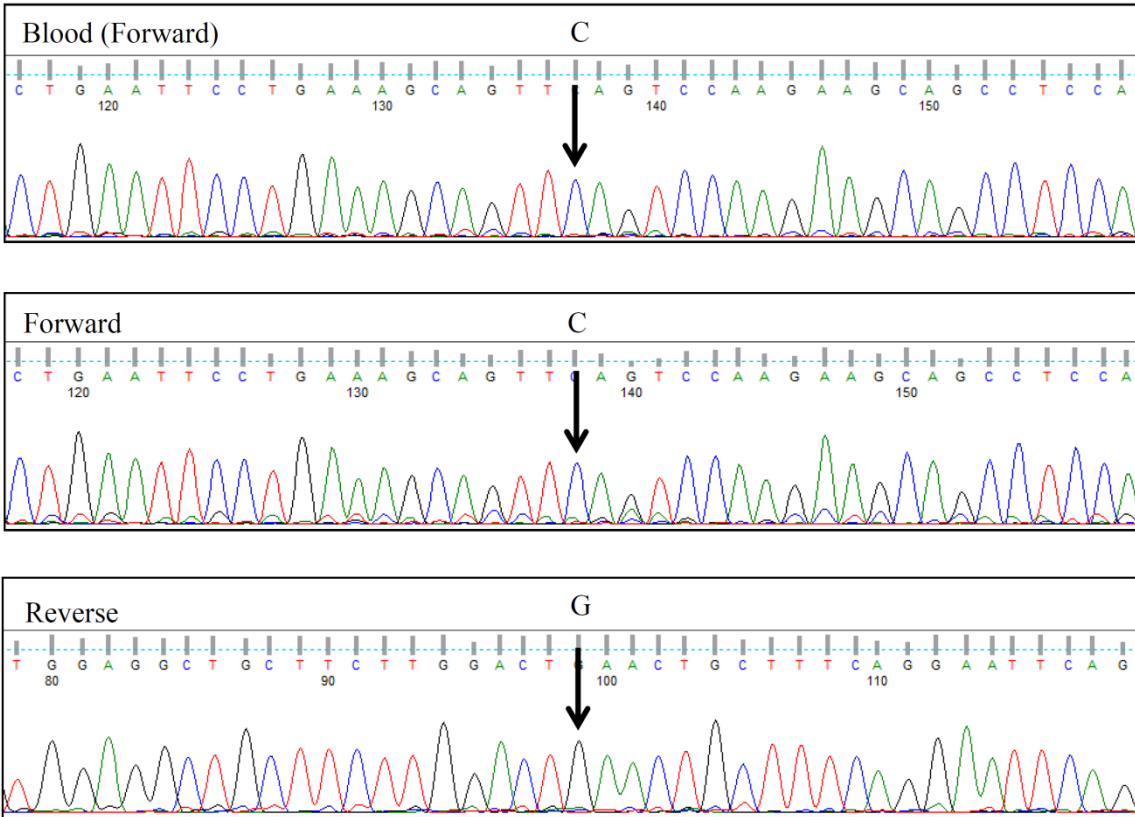 Blood (Forward) C
C T G A A T T C C T G A A A G C A G T T C A G T C C A A G A A G C A G C C T C C A
120 130 140 150
Forward C
C T G A A T T C C T G A A A G C A G T T C A G T C C A A G A A G C A G C C T C C A
120 130 140 150
Reverse G
T G G A G G C T G C T T C T T G G A C T G A A C T G C T T T C A G G A A T T C A G
80 90 100 110